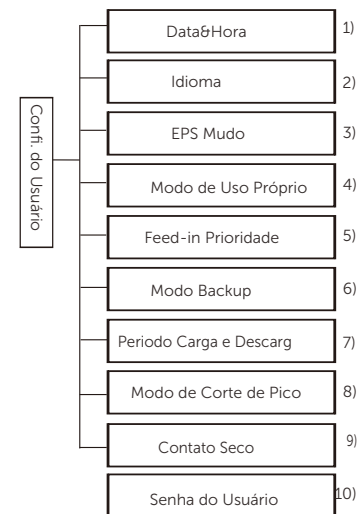 Data&Hora 1)
Idioma 2)
EPS Mudo 3)
Modo de Uso Próprio 4)
Feed-in Prioridade 5)
Modo Backup 6)
Periodo Carga e Descarg 7)
Modo de Corte de Pico 8)
Contato Seco 9)
Senha do Usuário 10)
Confi. do Usuário